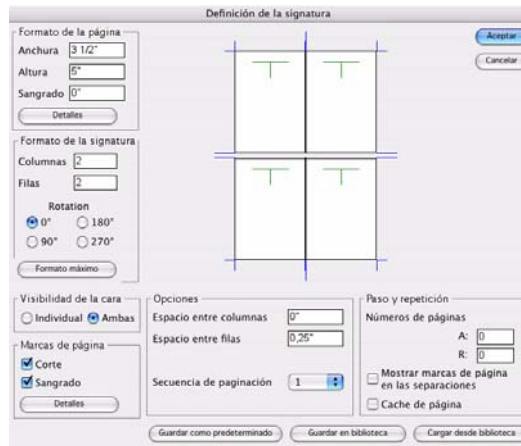 Definición de la signatura
Formato de la página
Anchura 3 1/2"
Altura 5"
Sangrado 0"
Detalles
Aceptar
Cancelar
Formato de la signatura
Columnas 2
Filas 2
Rotation
0° 180°
90° 270°
Formato máximo
Visibilidad de la cara
Individual Ambas
Marcas de página
Corte
Sangrado
Detalles
Opciones
Espacio entre columnas 0"
Espacio entre filas 0,25"
Secuencia de paginación 1
Paso y repetición
Números de páginas
A: 0
R: 0
Mostrar marcas de página
en las separaciones
Cache de página
Guardar como predeterminado Guardar en biblioteca Cargar desde biblioteca